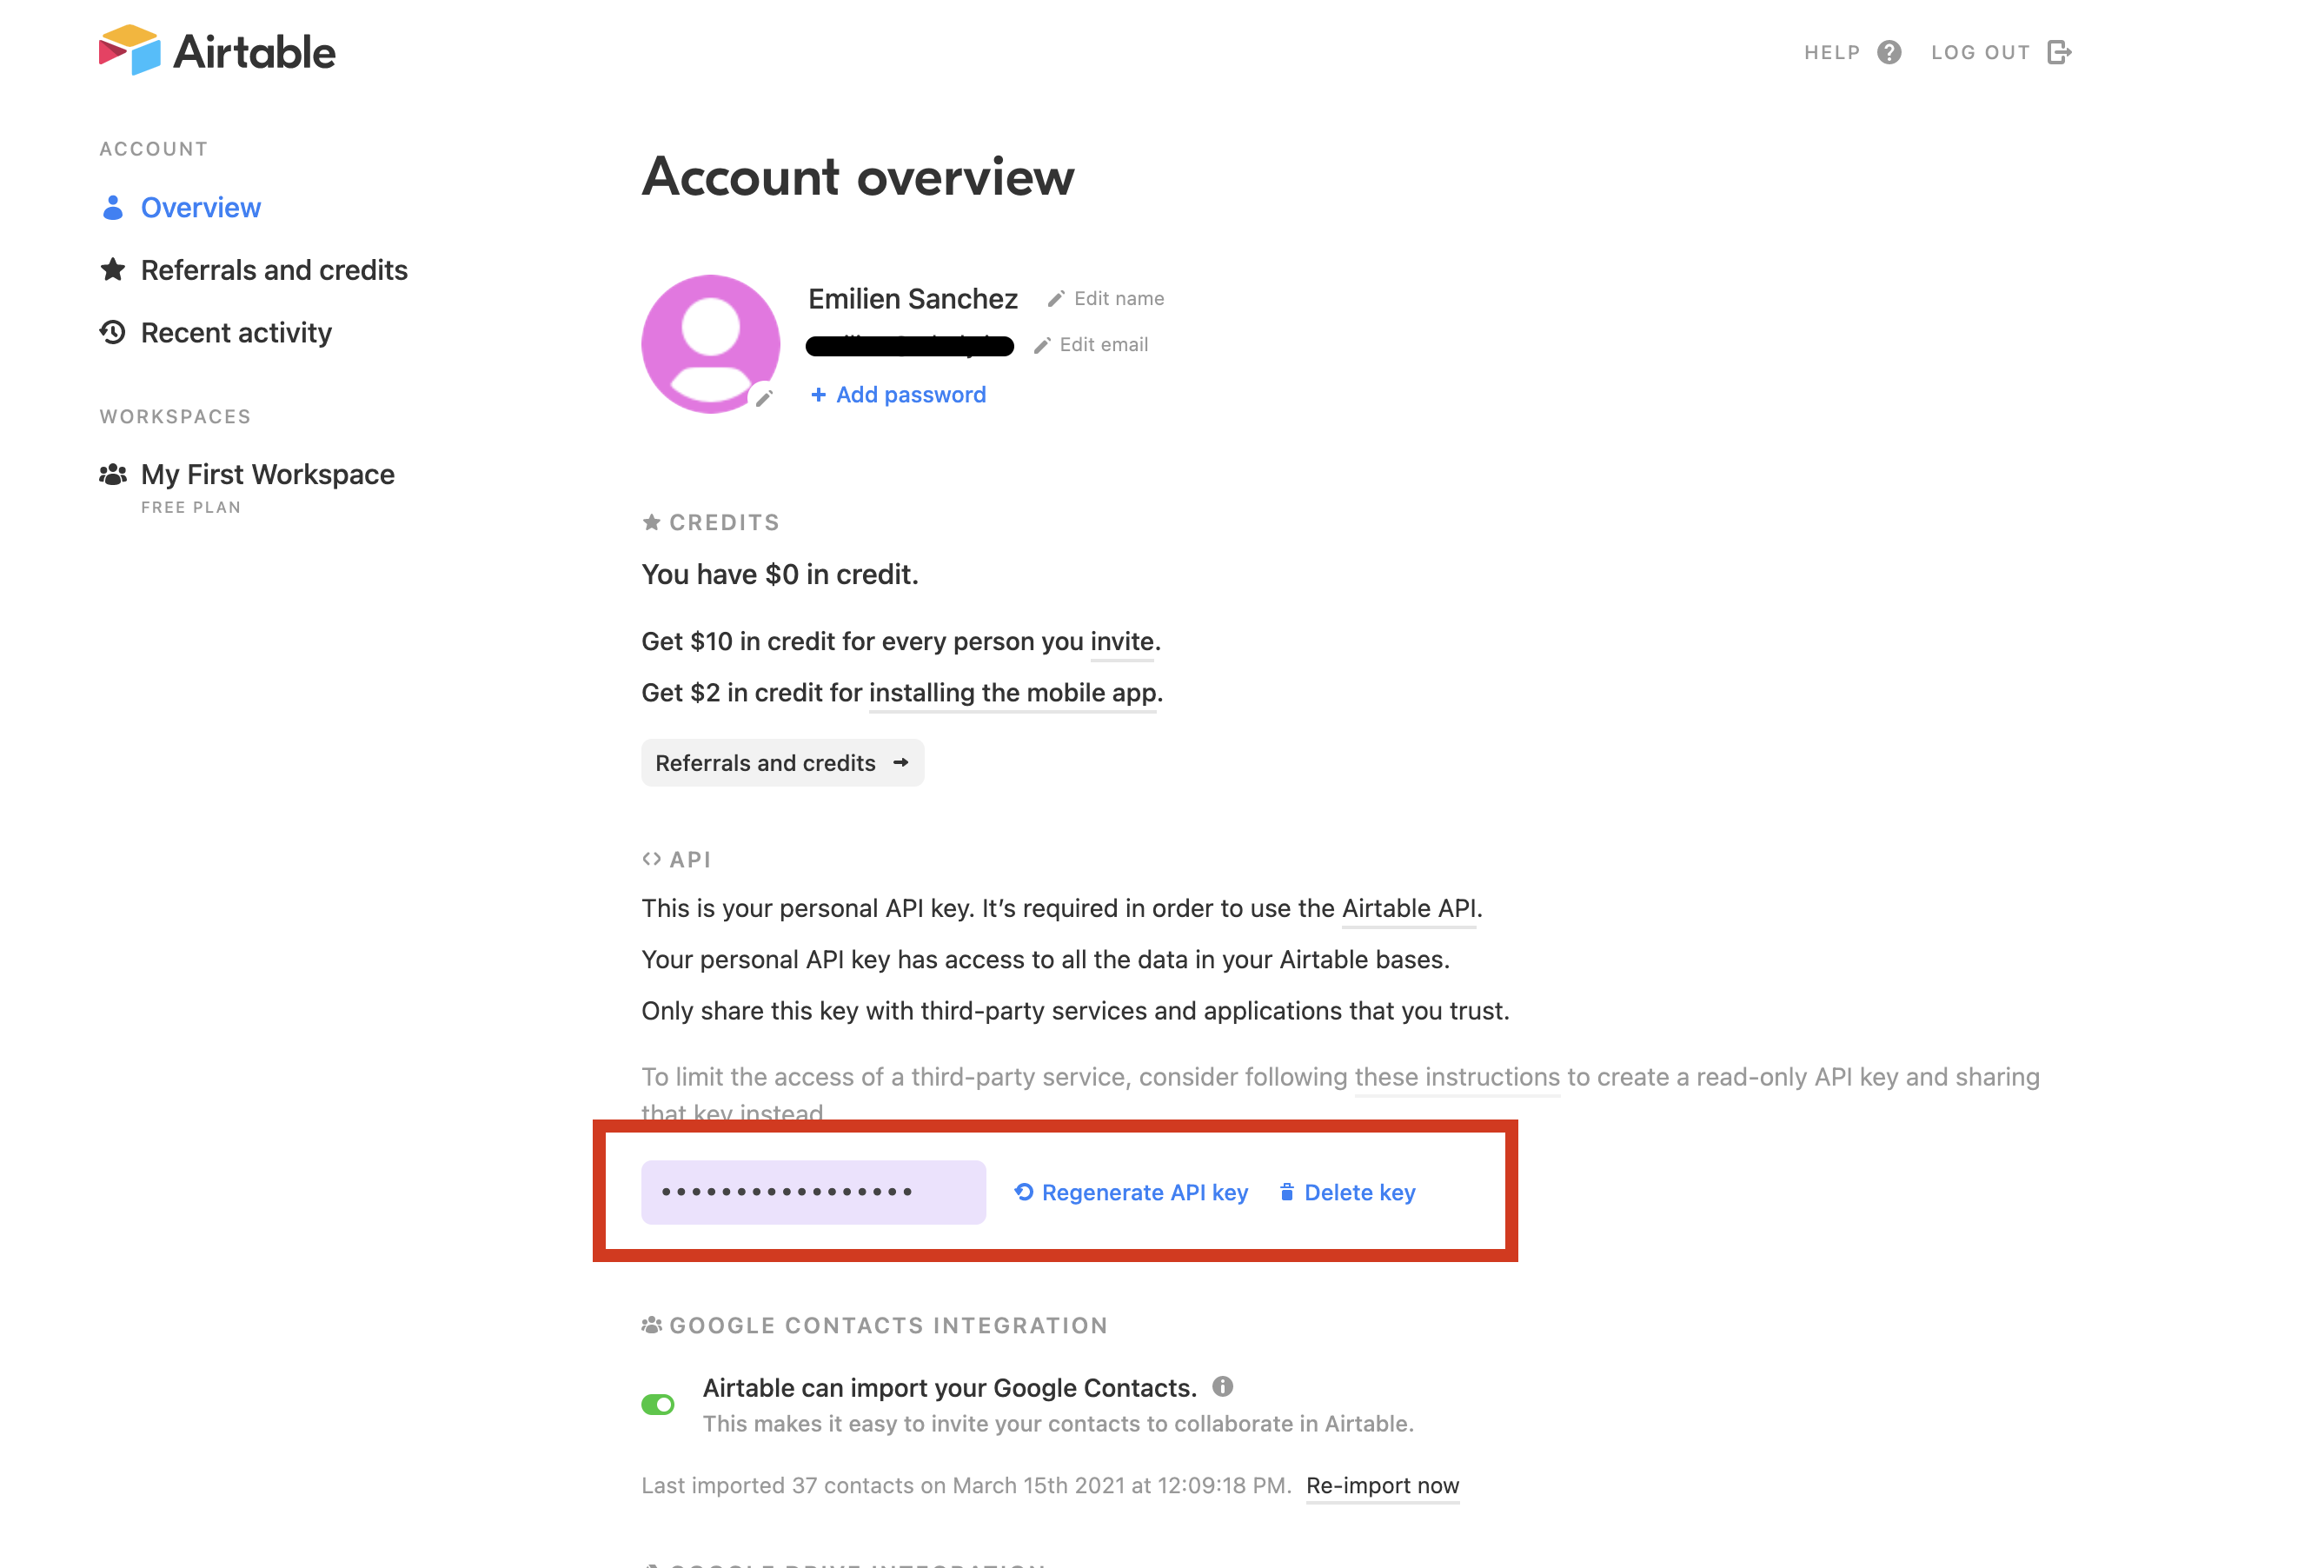 Airtable
HELP
LOG OUT
ACCOUNT
Overview
Referrals and credits
Recent activity
WORKSPACES
My First Workspace
FREE PLAN
Account overview
Emilien Sanchez
Edit name
Edit email
+ Add password
CREDITS
You have $0 in credit.
Get $10 in credit for every person you invite.
Get $2 in credit for installing the mobile app.
Referrals and credits →
<> API
This is your personal API key. It’s required in order to use the Airtable API.
Your personal API key has access to all the data in your Airtable bases.
Only share this key with third-party services and applications that you trust.
To limit the access of a third-party service, consider following these instructions to create a read-only API key and sharing
that key instead
•••••••••••••••••
Regenerate API key
Delete key
GOOGLE CONTACTS INTEGRATION
Airtable can import your Google Contacts.
This makes it easy to invite your contacts to collaborate in Airtable.
Last imported 37 contacts on March 15th 2021 at 12:09:18 PM. Re-import now
GOOGLE DRIVE INTEGRATION